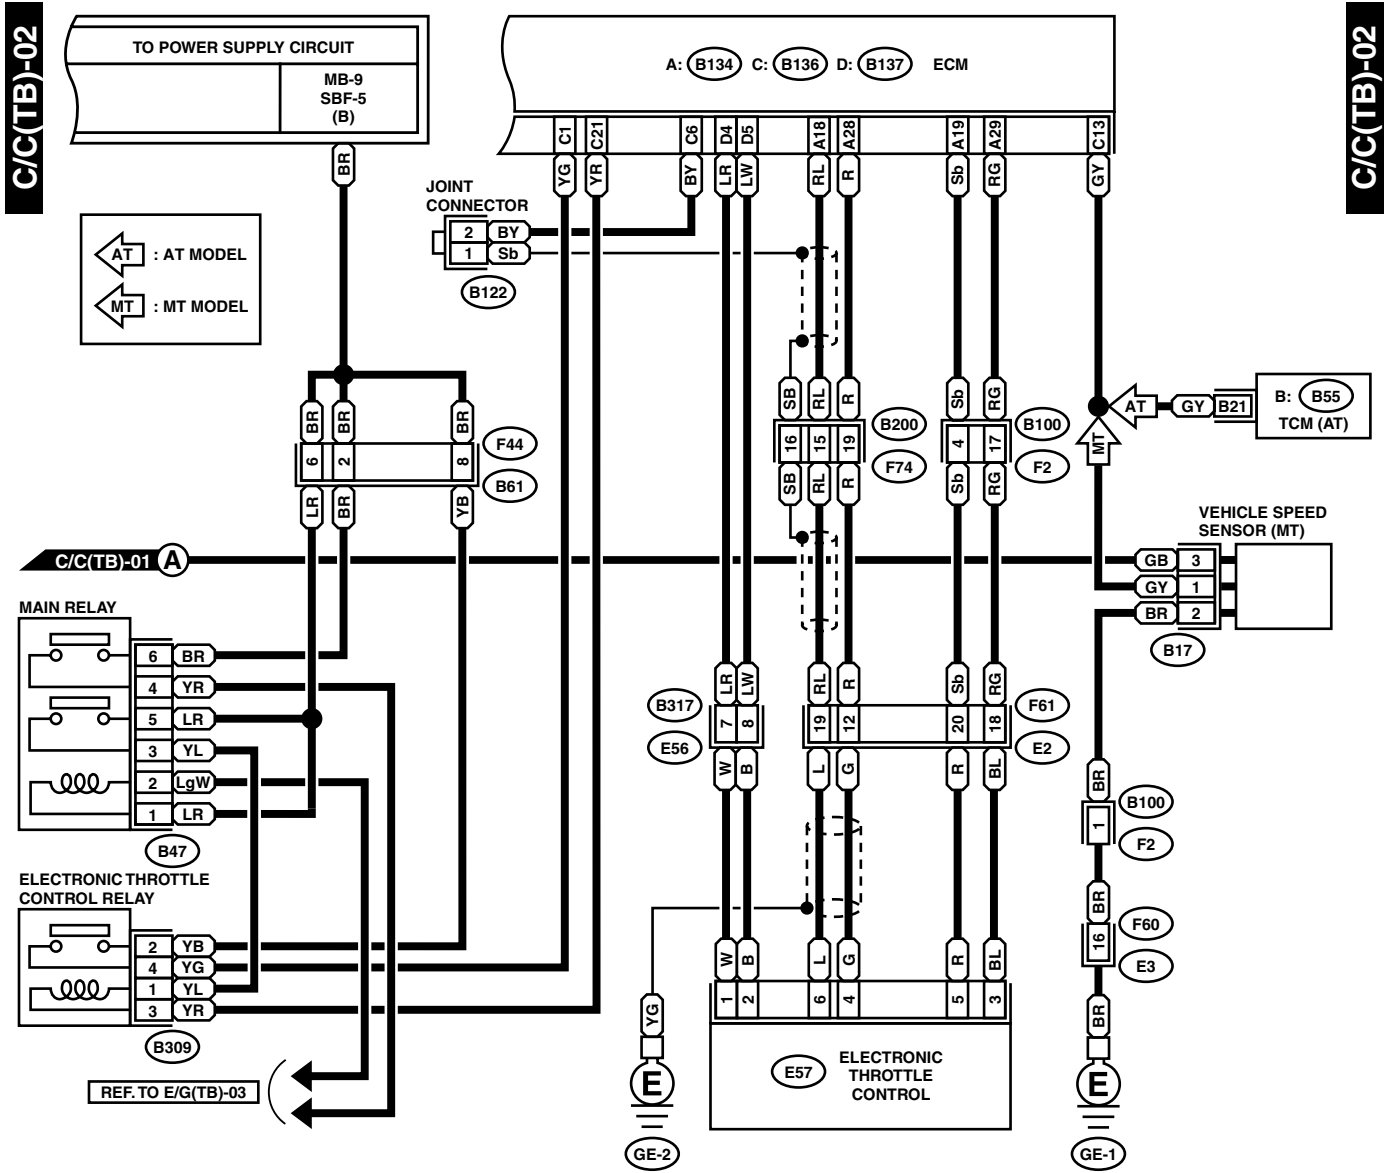 C/C(TB)-02
C/C(TB)-02
TO POWER SUPPLY CIRCUIT
MB-9
SBF-5
(B)
A: B134 C: B136 D: B137 ECM
C1 C21 C6 D4 D5 A18 A28 A19 A29 C13
BR
YG YR BY LR LW RL R Sb RG GY
JOINT
CONNECTOR
2 BY
1 Sb
B122
AT : AT MODEL
MT : MT MODEL
BR BR BR
6 2 8
F44
B61
LR BR YB
SB RL R Sb RG
16 15 19 4 17
B200
F74
B100
F2
SB RL R Sb RG
AT GY B21
B: B55
TCM (AT)
MT
VEHICLE SPEED
SENSOR (MT)
C/C(TB)-01 A
GB 3
GY 1
BR 2
B17
MAIN RELAY
6 BR
4 YR
5 LR
3 YL
2 LgW
1 LR
B47
LR LW RL R Sb RG
B317
E56
7 8 19 12 20 18
F61
E2
W B L G R BL
BR
1
B100
F2
ELECTRONIC THROTTLE
CONTROL RELAY
2 YB
4 YG
1 YL
3 YR
B309
BR
16
F60
E3
BR
W B L G R BL
1 2 6 4 5 3
YG
E57
ELECTRONIC
THROTTLE
CONTROL
REF. TO E/G(TB)-03
E
GE-2
E
GE-1